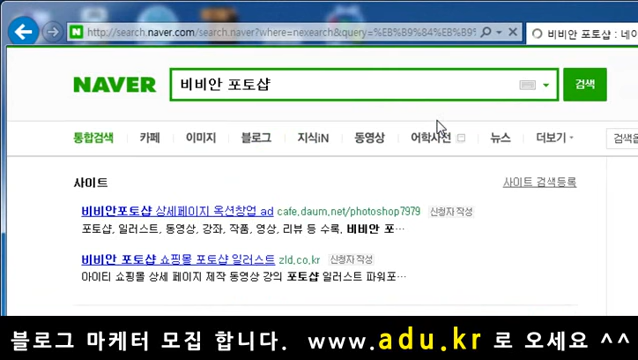 http://search.naver.com/search.naver?where=nexearch&query=%EB%B9%84%EB%B9%
비비안 포토샵 : 네이
NAVER
비비안 포토샵
검색
통합검색 카페 이미지 블로그 지식iN 동영상 어학사전 뉴스 더보기
사이트
사이트 검색등록
비비안포토샵 상세페이지 옥션창업 ad cafe.daum.net/photoshop7979 신청자 작성
포토샵, 일러스트, 동영상, 강좌, 작품, 영상, 리뷰 등 수록, 비비안 포···
비비안 포토샵 쇼핑몰 포토샵 일러스트 zld.co.kr 신청자 작성
아이티 쇼핑몰 상세 페이지 제작 동영상 강의 포토샵 일러스트 파워포···
블로그 마케터 모집 합니다. www.adu.kr 로 오세요 ^^